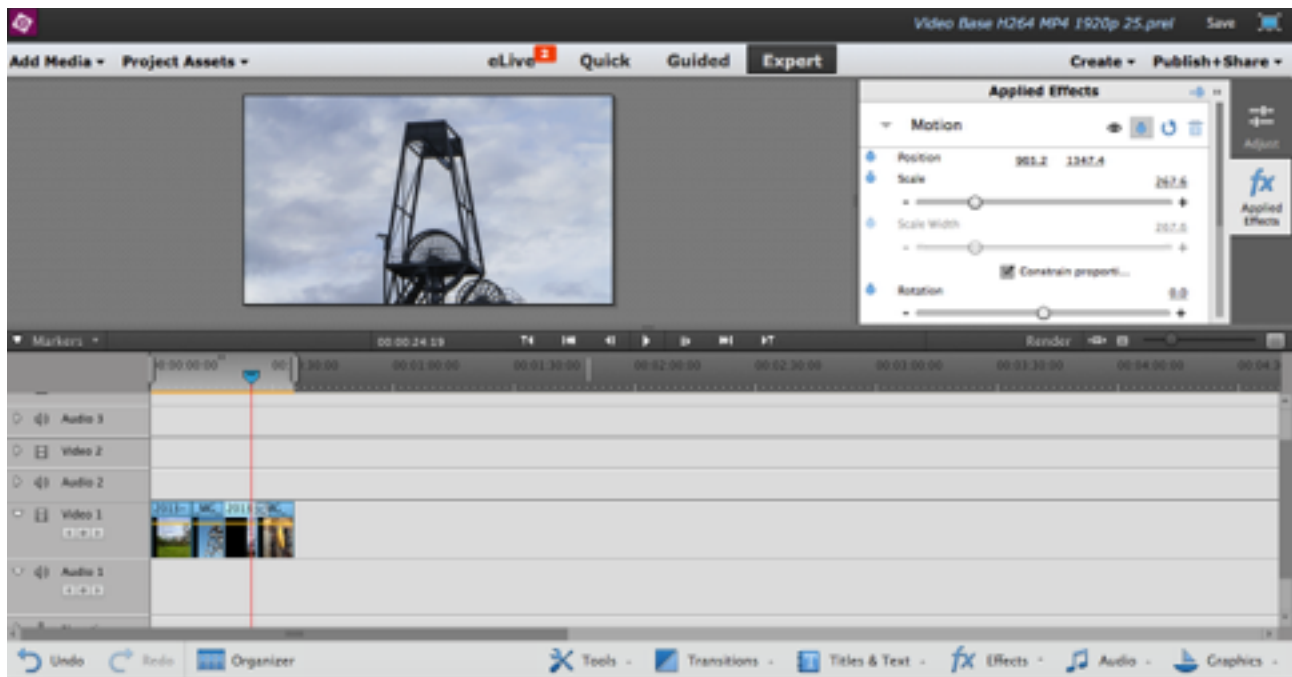 Video Base H264 MP4 1920p 25.prel Save
Add Media Project Assets eLive Quick Guided Expert Create Publish+Share
Applied Effects
Motion
Adjust
Position
Scale 267.6
fx
Applied
Effects
Scale Width 267.6
Constrain proporti...
Rotation 0.0
Markers 00:00:24:19 Render
00:00:00:00 00:01:00:00 00:01:30:00 00:02:00:00 00:02:30:00 00:03:00:00 00:03:30:00 00:04:00:00
Audio 3
Video 2
Audio 2
Video 1
Audio 1
Undo Redo Organizer Tools Transitions Titles & Text fx Effects Audio Graphics